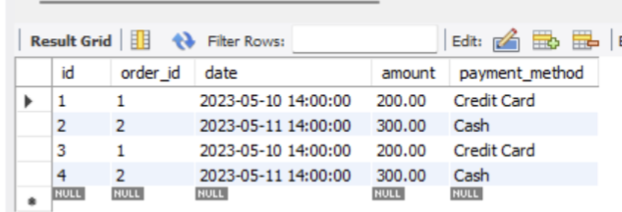 Result Grid Filter Rows: Edit:
id order_id date amount payment_method
1 1 2023-05-10 14:00:00 200.00 Credit Card
2 2 2023-05-11 14:00:00 300.00 Cash
3 1 2023-05-10 14:00:00 200.00 Credit Card
4 2 2023-05-11 14:00:00 300.00 Cash
NULL NULL NULL NULL NULL